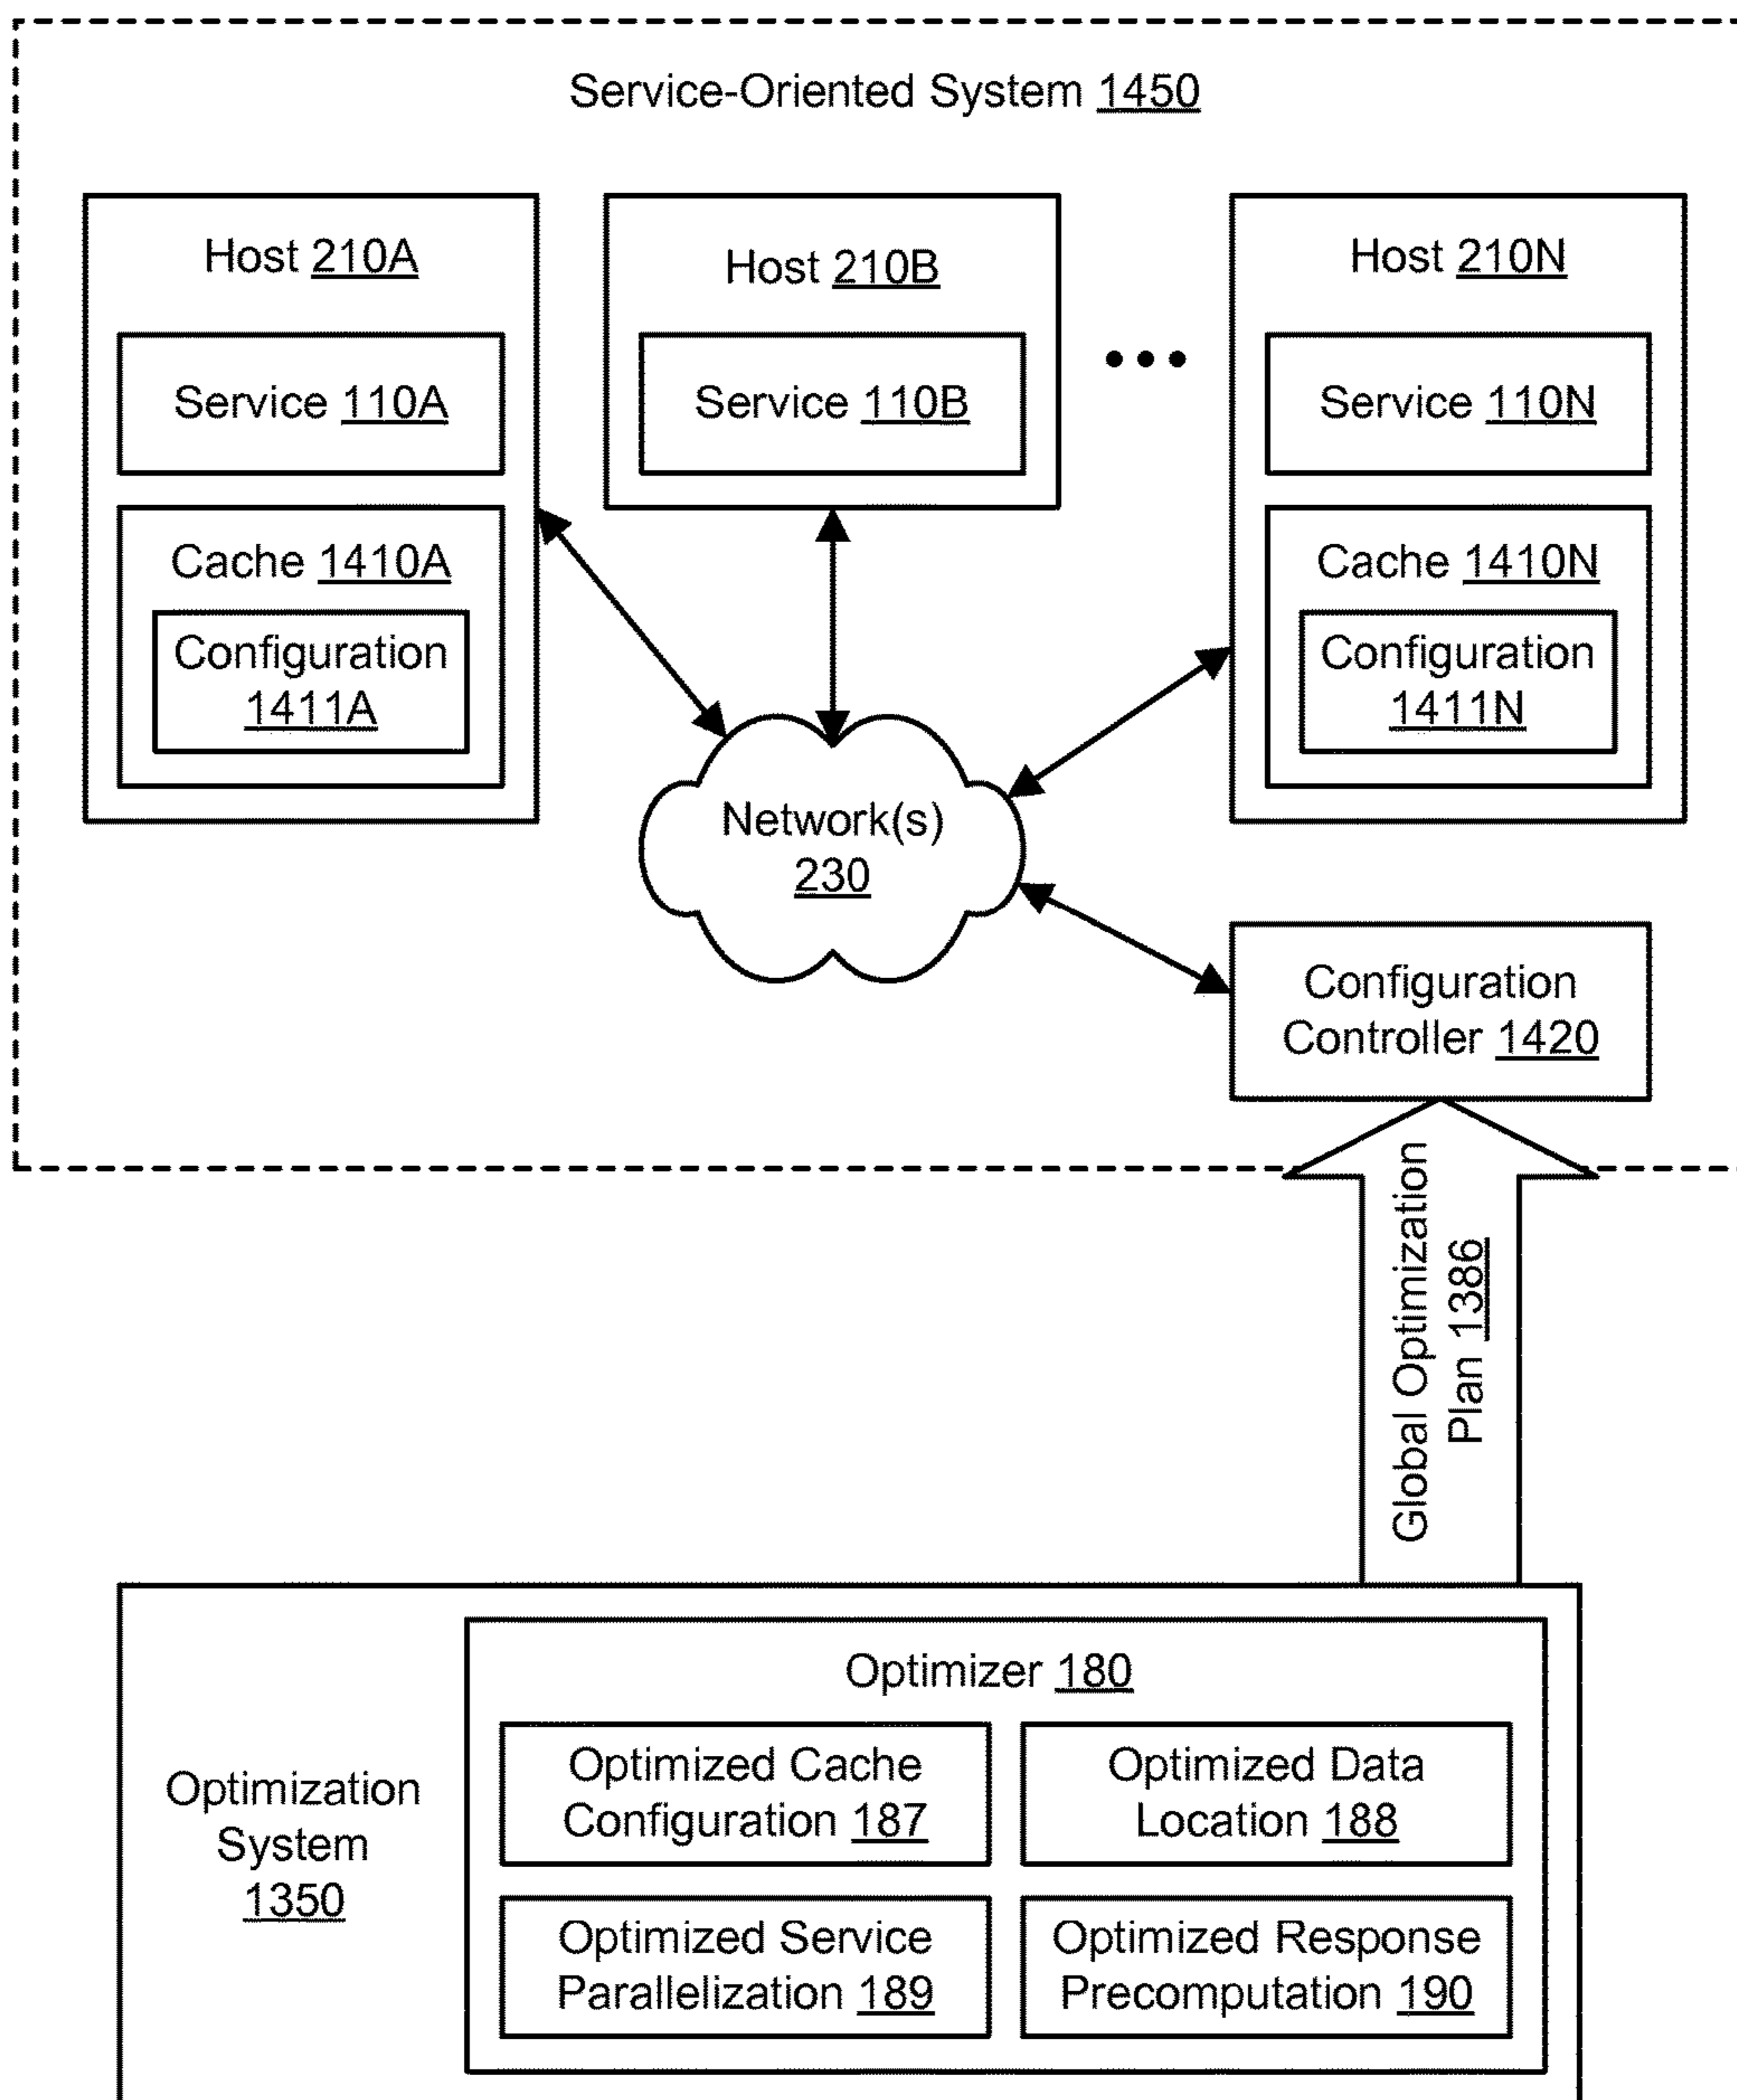 Service-Oriented System 1450
Host 210A
Service 110A
Cache 1410A
Configuration
1411A
Host 210B
Service 110B
Host 210N
Service 110N
Cache 1410N
Configuration
1411N
Network(s)
230
Configuration
Controller 1420
Global Optimization
Plan 1386
Optimization
System
1350
Optimizer 180
Optimized Cache
Configuration 187
Optimized Data
Location 188
Optimized Service
Parallelization 189
Optimized Response
Precomputation 190